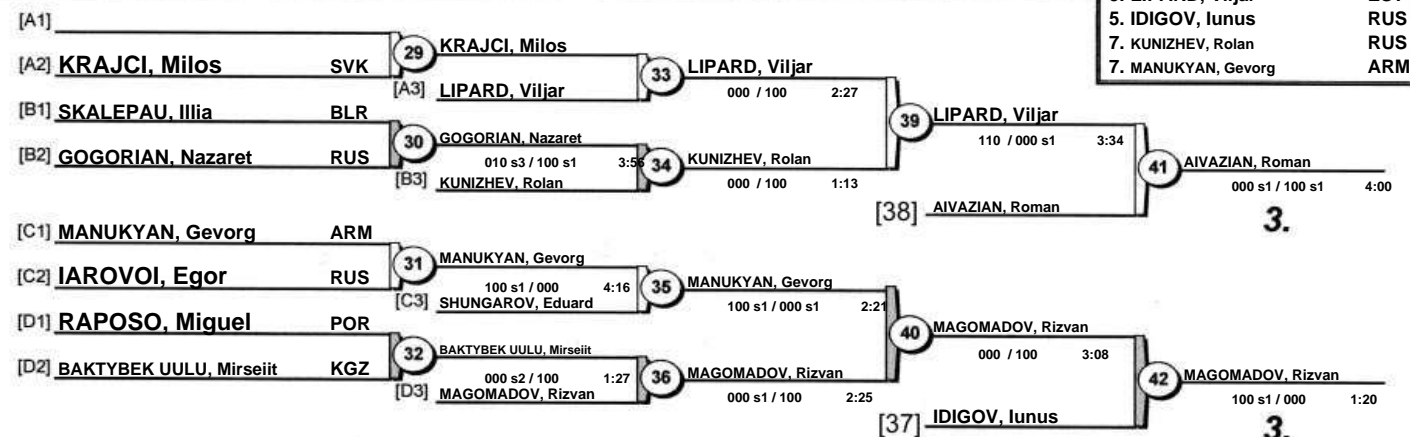 5. IDIGOV, Iunus RUS
7. KUNIZHEV, Rolan RUS
7. MANUKYAN, Gevorg ARM
[A1]
[A2] KRAJCI, Milos SVK
29
KRAJCI, Milos
[A3] LIPARD, Viljar
33
LIPARD, Viljar
000 / 100 2:27
[B1] SKALEPAU, Illia BLR
[B2] GOGORIAN, Nazaret RUS
30
GOGORIAN, Nazaret
010 s3 / 100 s1 3:56
[B3] KUNIZHEV, Rolan
34
KUNIZHEV, Rolan
000 / 100 1:13
39
LIPARD, Viljar
110 / 000 s1 3:34
[38] AIVAZIAN, Roman
41
AIVAZIAN, Roman
000 s1 / 100 s1 4:00
3.
[C1] MANUKYAN, Gevorg ARM
[C2] IAROVOI, Egor RUS
31
MANUKYAN, Gevorg
100 s1 / 000 4:16
[C3] SHUNGAROV, Eduard
35
MANUKYAN, Gevorg
100 s1 / 000 s1 2:21
[D1] RAPOSO, Miguel POR
[D2] BAKTYBEK UULU, Mirseiit KGZ
32
BAKTYBEK UULU, Mirseiit
000 s2 / 100 1:27
[D3] MAGOMADOV, Rizvan
36
MAGOMADOV, Rizvan
000 s1 / 100 2:25
40
MAGOMADOV, Rizvan
000 / 100 3:08
[37] IDIGOV, Iunus
42
MAGOMADOV, Rizvan
100 s1 / 000 1:20
3.